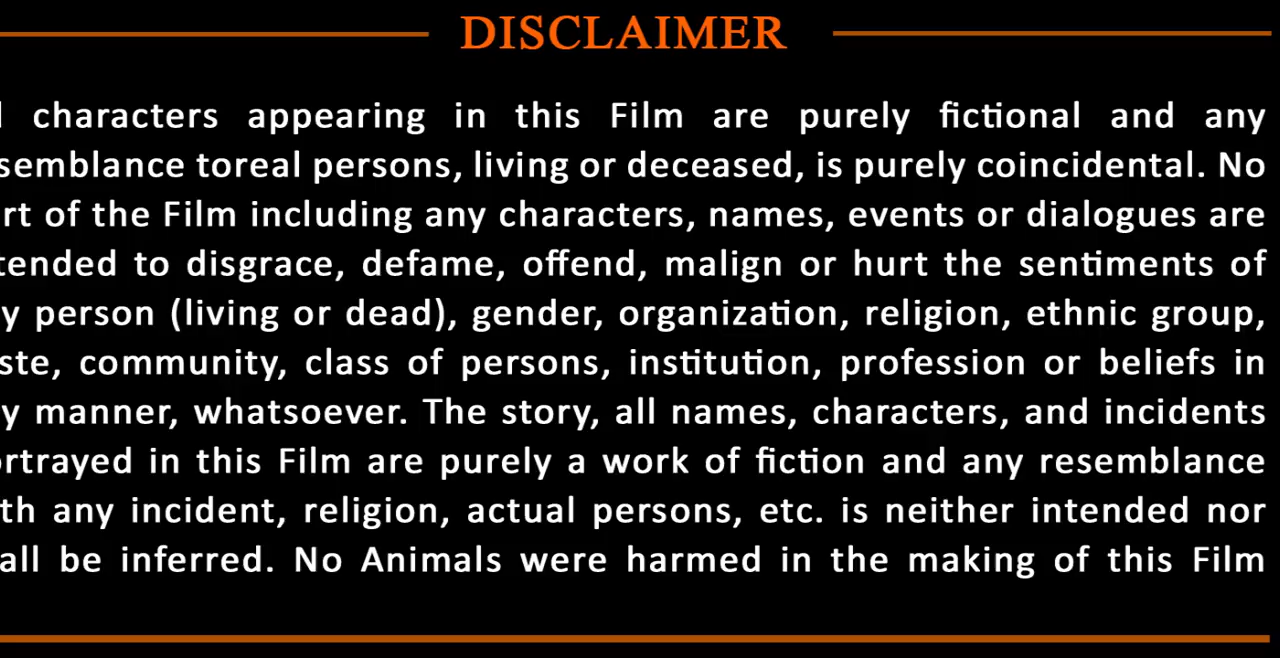 DISCLAIMER
characters appearing in this Film are purely fictional and any
semblance toreal persons, living or deceased, is purely coincidental. No
rt of the Film including any characters, names, events or dialogues are
tended to disgrace, defame, offend, malign or hurt the sentiments of
y person (living or dead), gender, organization, religion, ethnic group,
ste, community, class of persons, institution, profession or beliefs in
y manner, whatsoever. The story, all names, characters, and incidents
rtrayed in this Film are purely a work of fiction and any resemblance
th any incident, religion, actual persons, etc. is neither intended nor
all be inferred. No Animals were harmed in the making of this Film